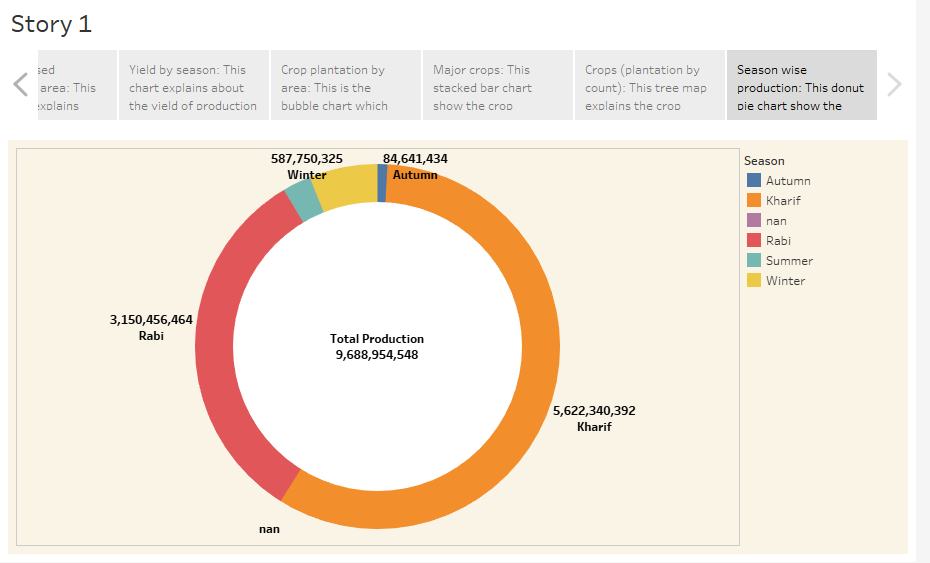 Story 1
sed
area: This
explains
Yield by season: This
chart explains about
the yield of production
Crop plantation by
area: This is the
bubble chart which
Major crops: This
stacked bar chart
show the crop
Crops (plantation by
count): This tree map
explains the crop
Season wise
production: This donut
pie chart show the
587,750,325
Winter
84,641,434
Autumn
3,150,456,464
Rabi
Total Production
9,688,954,548
5,622,340,392
Kharif
nan
Season
Autumn
Kharif
nan
Rabi
Summer
Winter